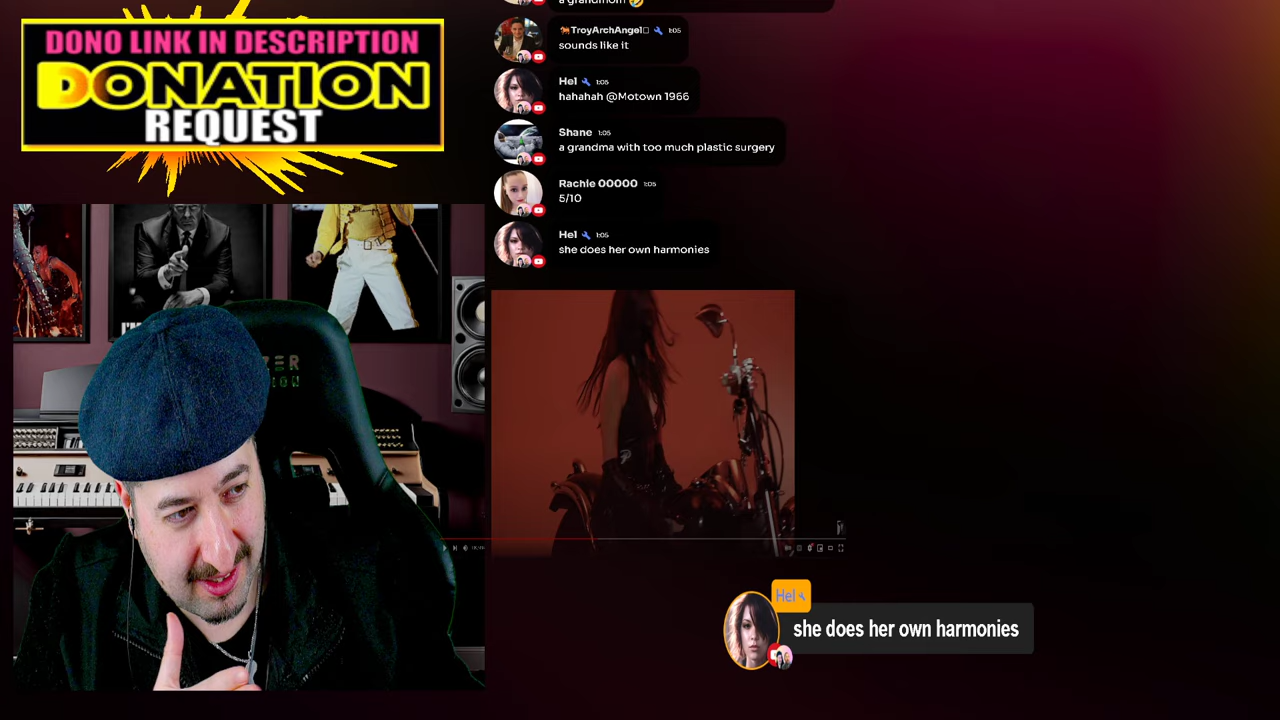 DONO LINK IN DESCRIPTION
DONATION
REQUEST
a grandmom 🤣
TroyArchAngel 1:05
sounds like it
Hel 1:05
hahahah @Motown 1966
Shane 1:05
a grandma with too much plastic surgery
Rachie 00000 1:05
5/10
Hel 1:05
she does her own harmonies
Hel
she does her own harmonies